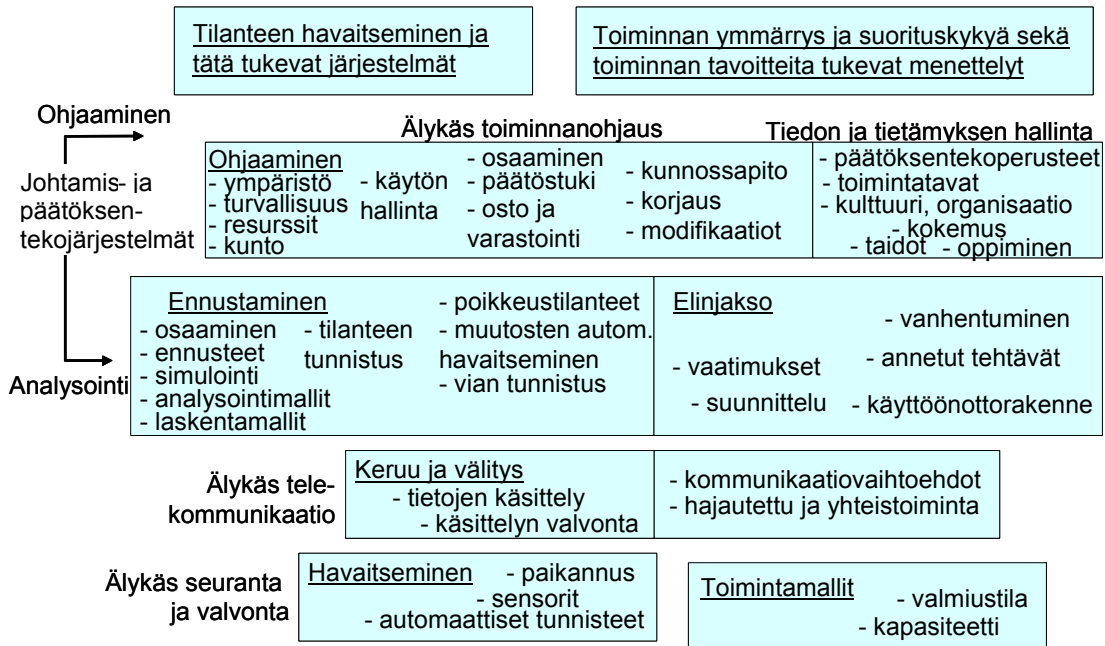 Tilanteen havaitseminen ja
tätä tukevat järjestelmät
Toiminnan ymmärrys ja suorituskykyä sekä
toiminnan tavoitteita tukevat menettelyt
Ohjaaminen
Älykäs toiminnanohjaus
Tiedon ja tietämyksen hallinta
Johtamis- ja
päätöksen-
tekojärjestelmät
Ohjaaminen
- ympäristö
- turvallisuus
- resurssit
- kunto
- käytön
hallinta
- osaaminen
- päätöstuki
- osto ja
varastointi
- kunnossapito
- korjaus
- modifikaatiot
- päätöksentekoperusteet
- toimintatavat
- kulttuuri, organisaatio
- kokemus
- taidot
- oppiminen
Analysointi
Ennustaminen
- osaaminen
- ennusteet
- simulointi
- analysointimallit
- laskentamallit
- tilanteen
tunnistus
- poikkeustilanteet
- muutosten autom.
havaitseminen
- vian tunnistus
Elinjakso
- vaatimukset
- suunnittelu
- vanhentuminen
- annetut tehtävät
- käyttöönottorakenne
Älykäs tele-
kommunikaatio
Keruu ja välitys
- tietojen käsittely
- käsittelyn valvonta
- kommunikaatiovaihtoehdot
- hajautettu ja yhteistoiminta
Älykäs seuranta
ja valvonta
Havaitseminen
- paikannus
- sensorit
- automaattiset tunnisteet
Toimintamallit
- valmiustila
- kapasiteetti